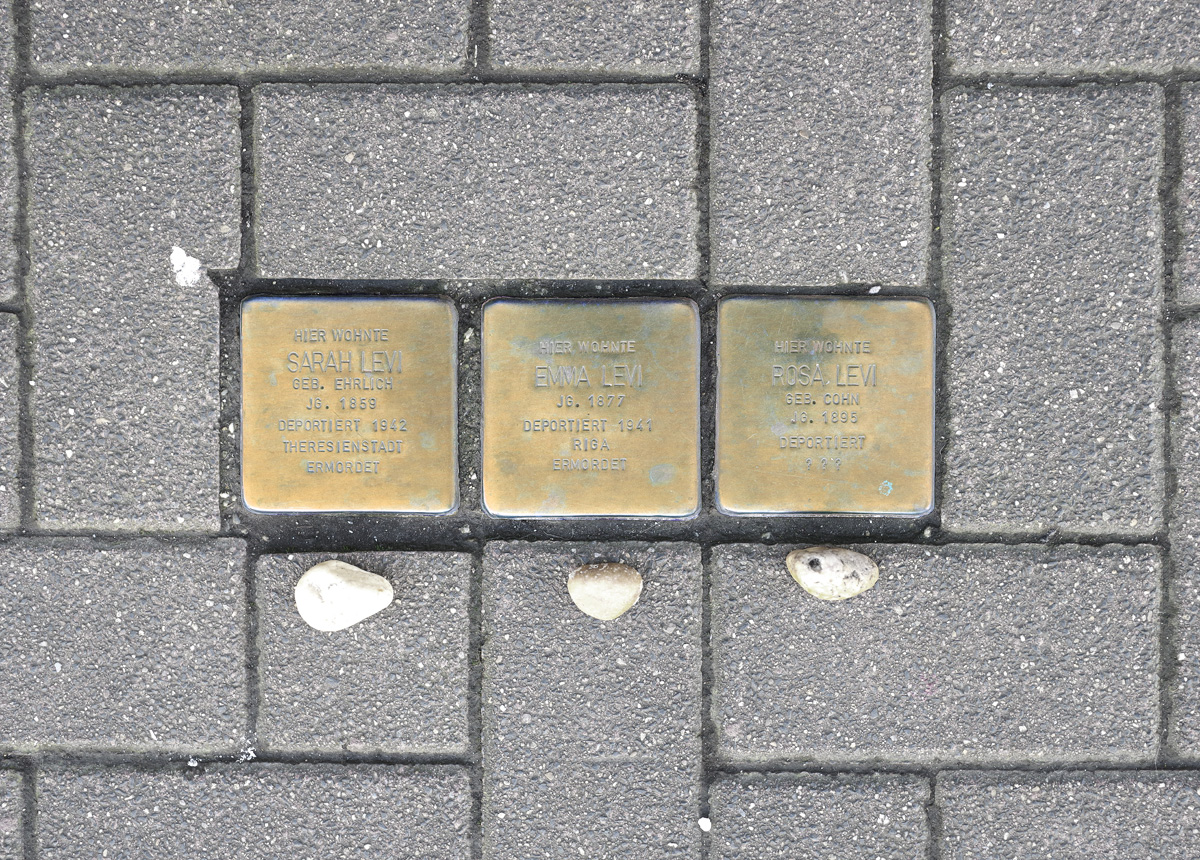 HIER WOHNTE
SARAH LEVI
GEB. EHRLICH
JG. 1859
DEPORTIERT 1942
THERESIENSTADT
ERMORDET
HIER WOHNTE
EMMA LEVI
JG. 1877
DEPORTIERT 1941
RIGA
ERMORDET
HIER WOHNTE
ROSA LEVI
GEB. COHN
JG. 1895
DEPORTIERT
? ? ?